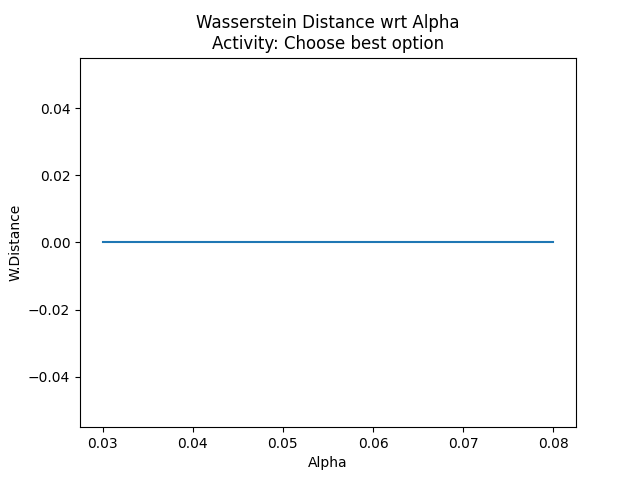 Wasserstein Distance wrt Alpha
Activity: Choose best option
0.04
0.02
0.00
−0.02
−0.04
W.Distance
0.03 0.04 0.05 0.06 0.07 0.08
Alpha